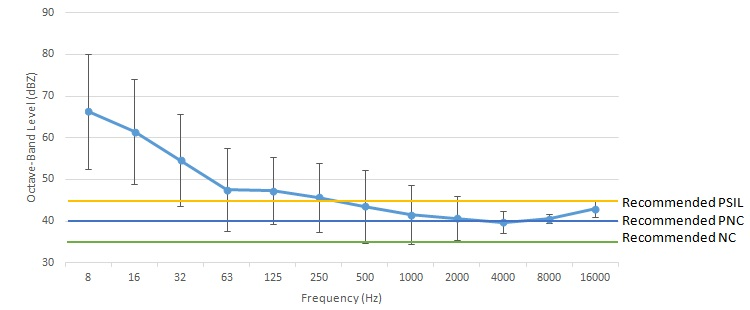 90
80
70
60
50
40
30
Octave-Band Level (dBZ)
8 16 32 63 125 250 500 1000 2000 4000 8000 16000
Frequency (Hz)
Recommended PSIL
Recommended PNC
Recommended NC